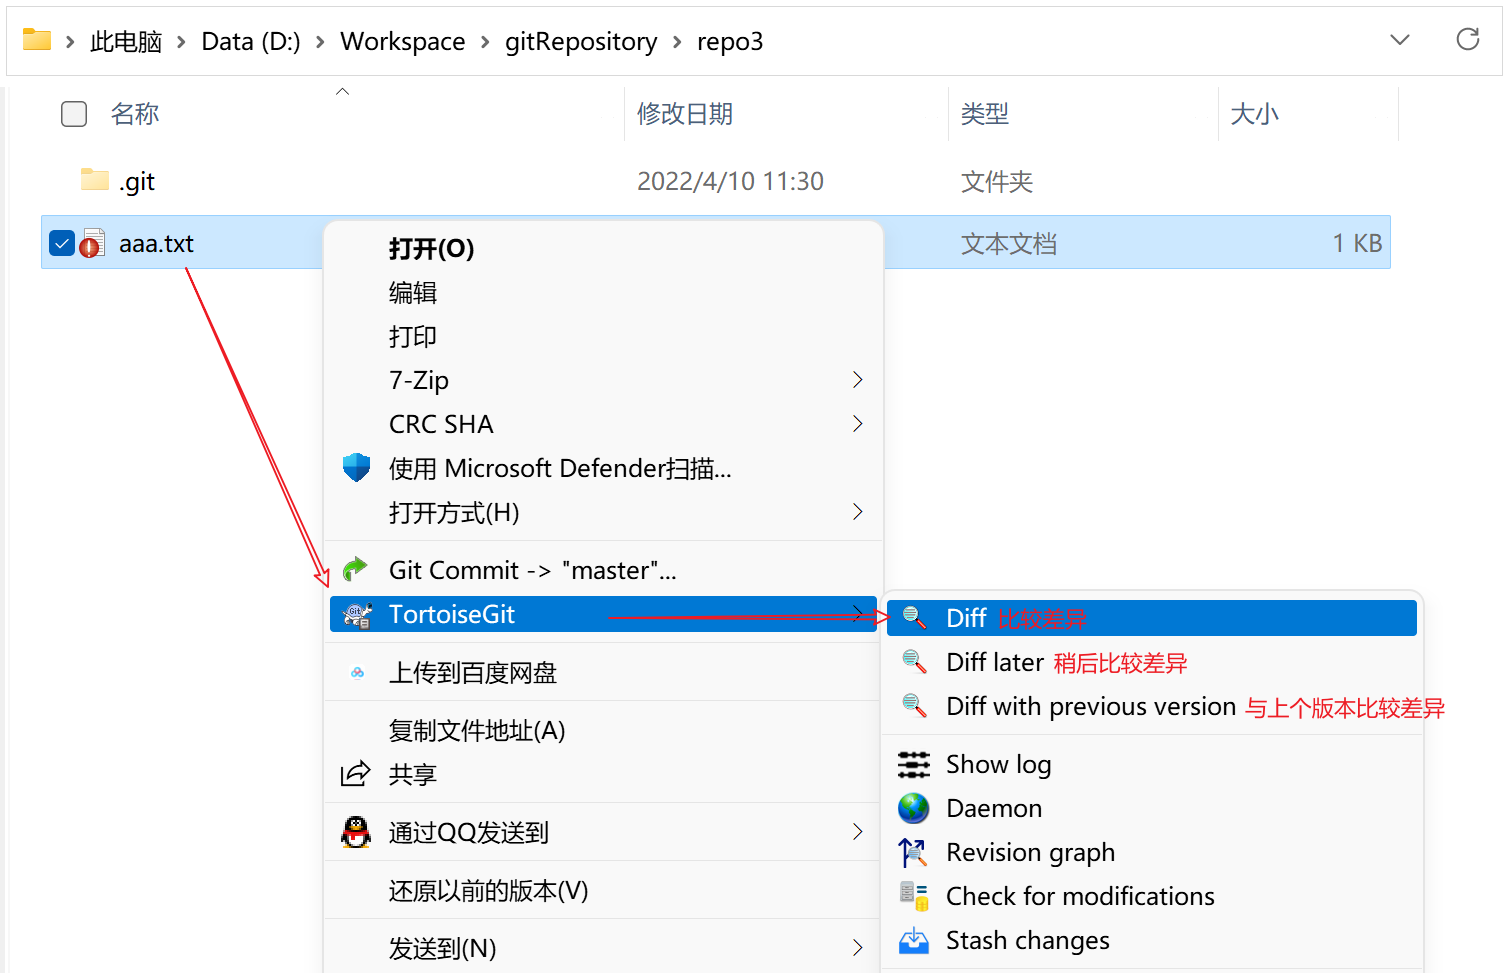 此电脑 > Data (D:) > Workspace > gitRepository > repo3
名称 修改日期 类型 大小
.git 2022/4/10 11:30 文件夹
aaa.txt 文本文档 1 KB
打开(O)
编辑
打印
7-Zip
CRC SHA
使用 Microsoft Defender扫描...
打开方式(H)
Git Commit -> "master"...
TortoiseGit
上传到百度网盘
复制文件地址(A)
共享
通过QQ发送到
还原以前的版本(V)
发送到(N)
Diff 比较差异
Diff later 稍后比较差异
Diff with previous version 与上个版本比较差异
Show log
Daemon
Revision graph
Check for modifications
Stash changes